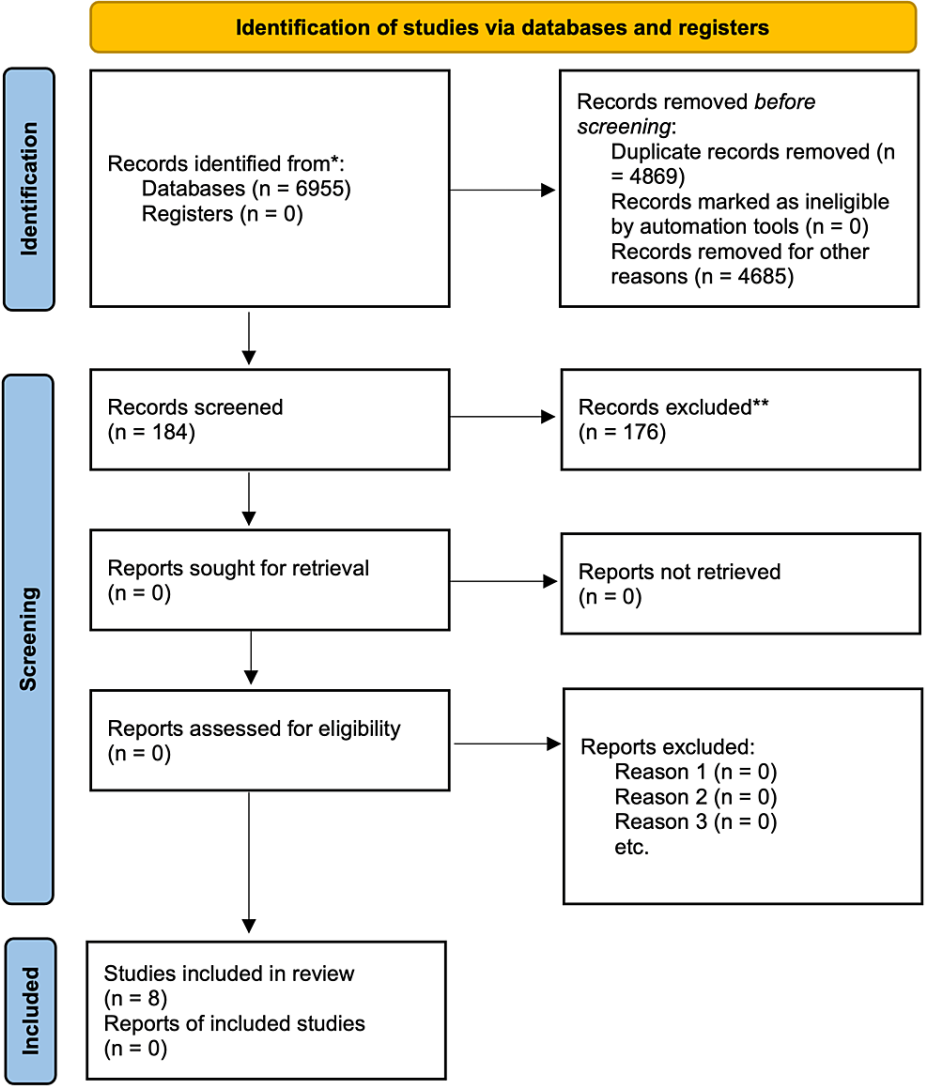 Identification of studies via databases and registers
Identification
Records identified from*:
Databases (n = 6955)
Registers (n = 0)
Records removed before
screening:
Duplicate records removed (n
= 4869)
Records marked as ineligible
by automation tools (n = 0)
Records removed for other
reasons (n = 4685)
Screening
Records screened
(n = 184)
Records excluded**
(n = 176)
Reports sought for retrieval
(n = 0)
Reports not retrieved
(n = 0)
Reports assessed for eligibility
(n = 0)
Reports excluded:
Reason 1 (n = 0)
Reason 2 (n = 0)
Reason 3 (n = 0)
etc.
Included
Studies included in review
(n = 8)
Reports of included studies
(n = 0)